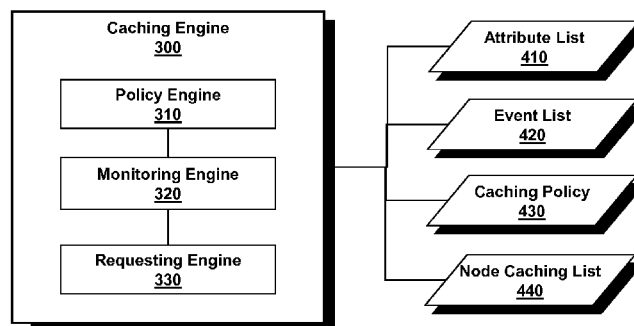 Caching Engine
300
Policy Engine
310
Monitoring Engine
320
Requesting Engine
330
Attribute List
410
Event List
420
Caching Policy
430
Node Caching List
440